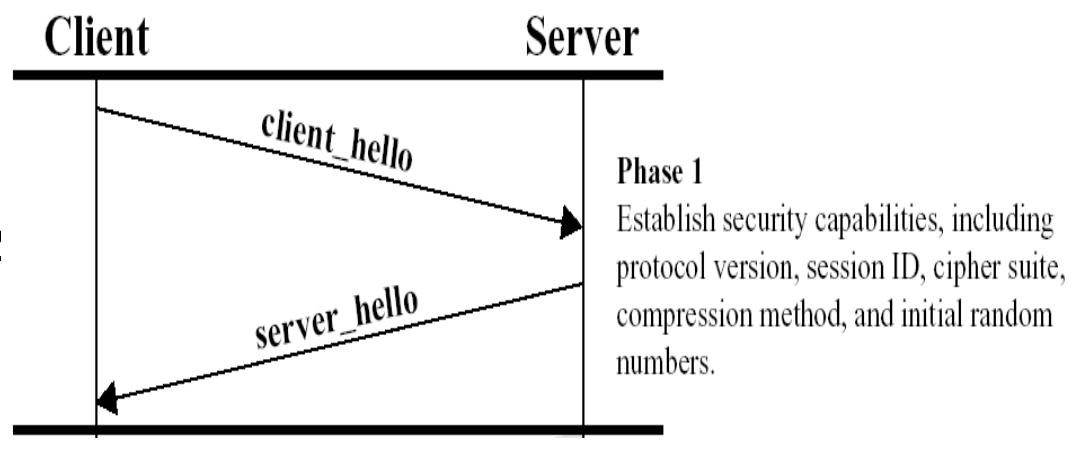 Client Server
client_hello
Phase 1
Establish security capabilities, including
protocol version, session ID, cipher suite,
compression method, and initial random
numbers.
server_hello